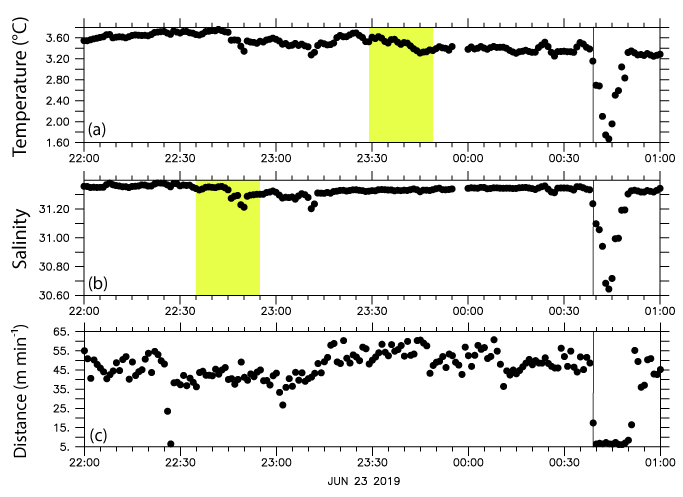 Temperature (°C)
3.60
3.20
2.80
2.40
2.00
1.60
(a)
22:00 22:30 23:00 23:30 00:00 00:30 01:00
Salinity
31.20
31.00
30.80
30.60
(b)
22:00 22:30 23:00 23:30 00:00 00:30 01:00
Distance (m min⁻¹)
65.
55.
45.
35.
25.
15.
5.
(c)
22:00 22:30 23:00 23:30 00:00 00:30 01:00
JUN 23 2019